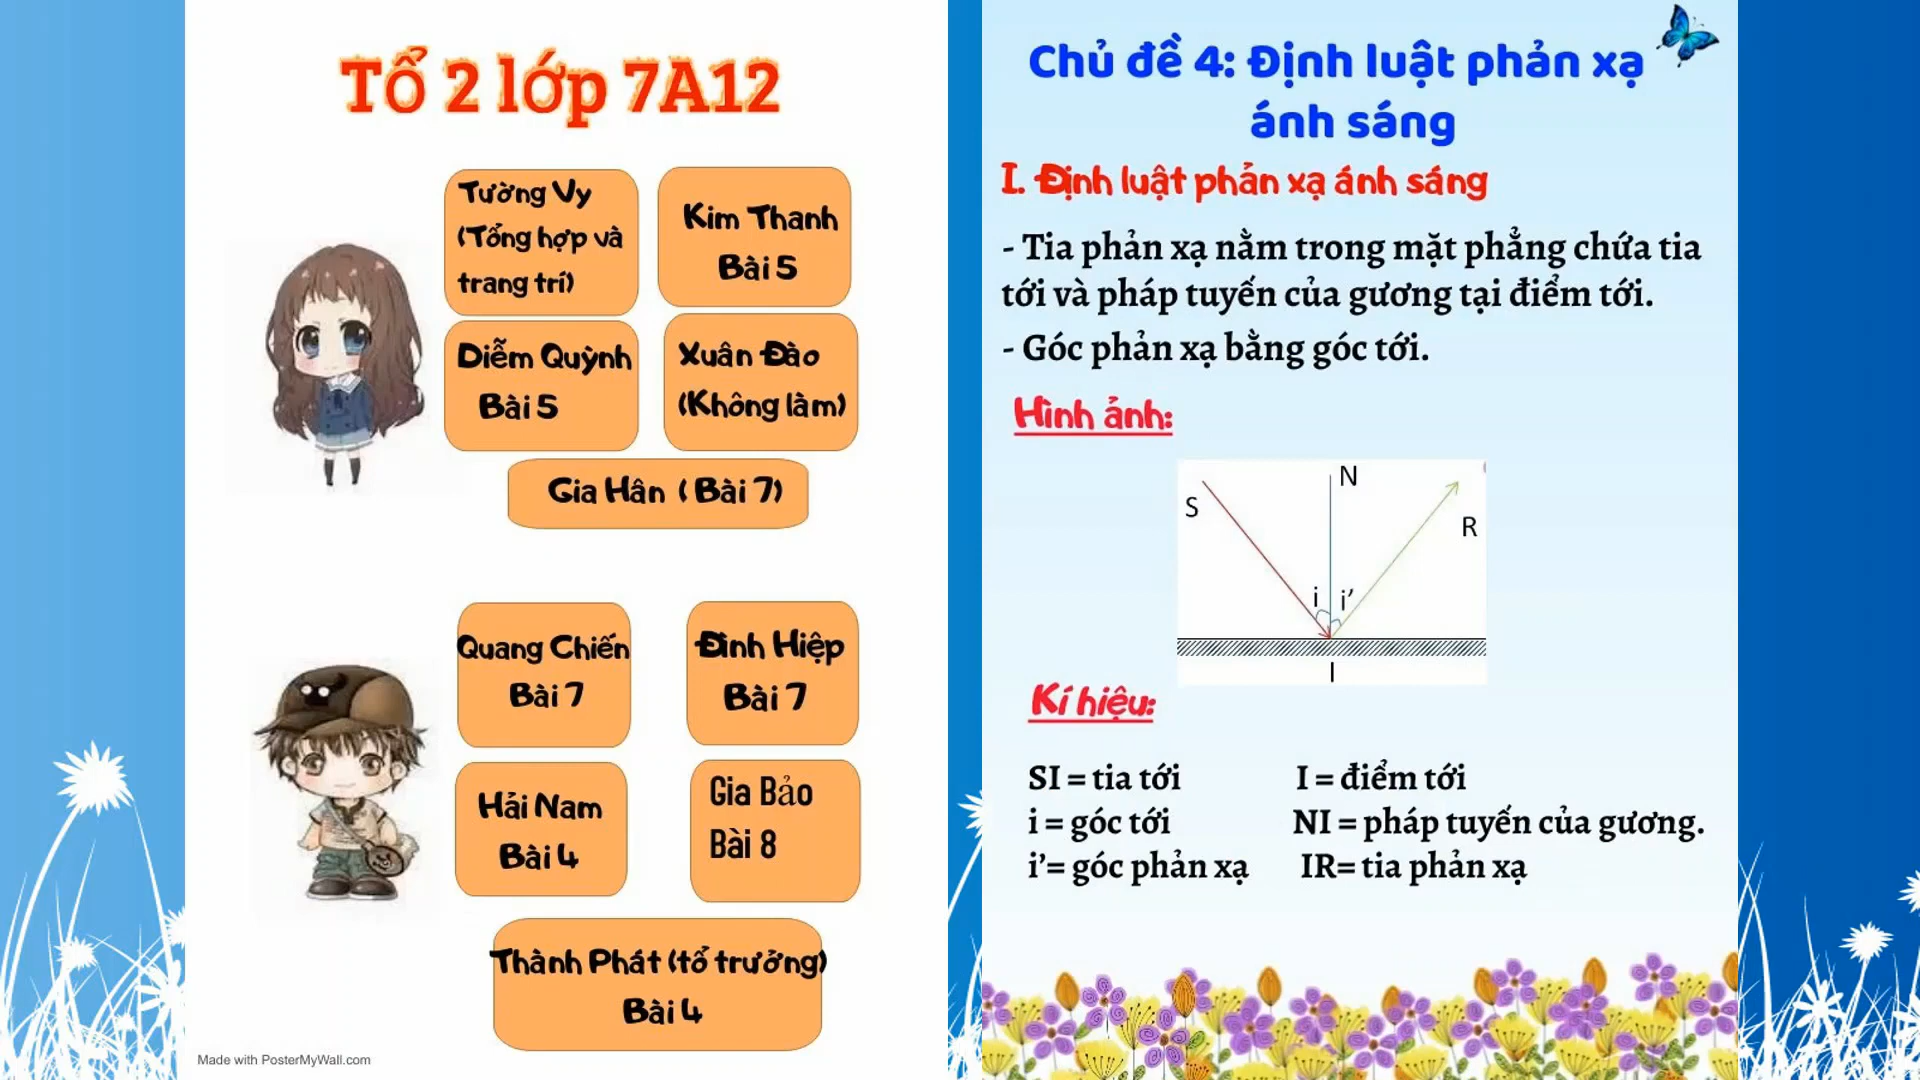 Tổ 2 lớp 7A12
Tường Vy
(Tổng hợp và
trang trí)
Kim Thanh
Bài 5
Diễm Quỳnh
Bài 5
Xuân Đào
(Không làm)
Gia Hân ( Bài 7)
Quang Chiến
Bài 7
Đình Hiệp
Bài 7
Hải Nam
Bài 4
Gia Bảo
Bài 8
Thành Phát (tổ trưởng)
Bài 4
Made with PosterMyWall.com
Chủ đề 4: Định luật phản xạ
ánh sáng
I. Định luật phản xạ ánh sáng
- Tia phản xạ nằm trong mặt phẳng chứa tia
tới và pháp tuyến của gương tại điểm tới.
- Góc phản xạ bằng góc tới.
Hình ảnh:
S
N
R
i
i’
I
Kí hiệu:
SI = tia tới
I = điểm tới
i = góc tới
NI = pháp tuyến của gương.
i’= góc phản xạ
IR= tia phản xạ